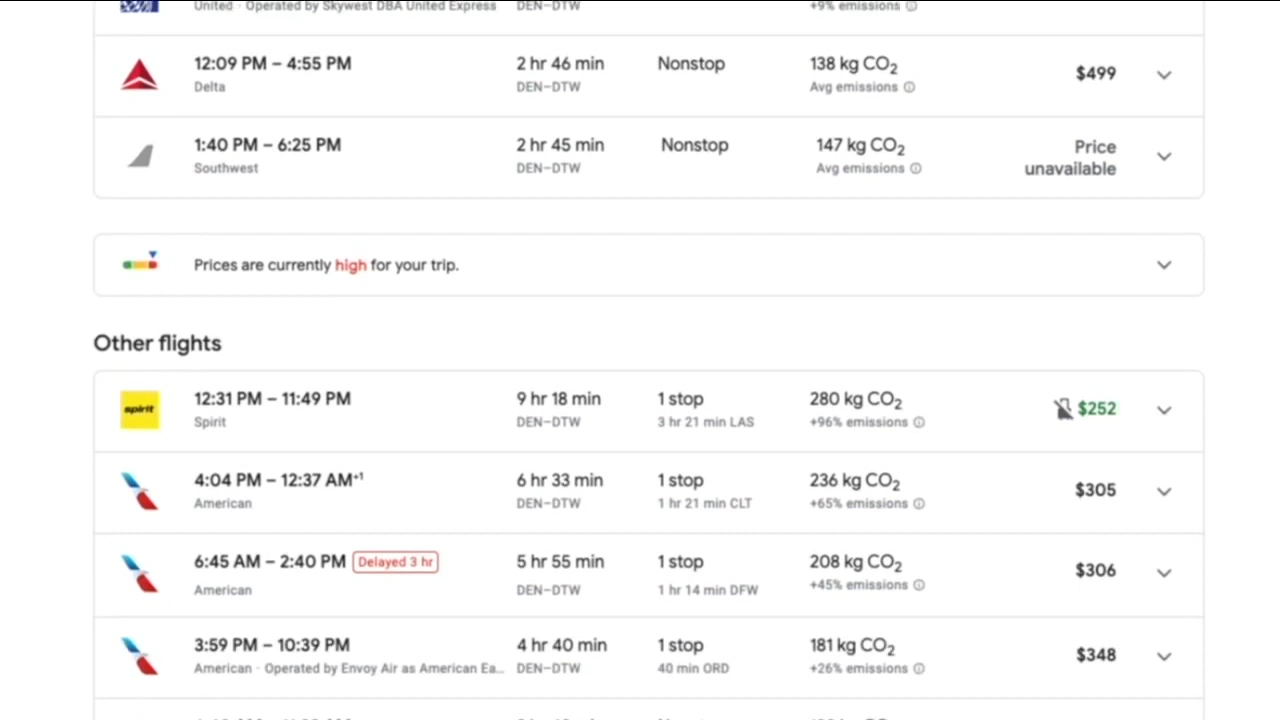 United · Operated by Skywest DBA United Express DEN–DTW +9% emissions
12:09 PM – 4:55 PM 2 hr 46 min Nonstop 138 kg CO2
Delta DEN–DTW Avg emissions $499
1:40 PM – 6:25 PM 2 hr 45 min Nonstop 147 kg CO2 Price
Southwest DEN–DTW Avg emissions unavailable
Prices are currently high for your trip.
Other flights
12:31 PM – 11:49 PM 9 hr 18 min 1 stop 280 kg CO2
spirit $252
Spirit DEN–DTW 3 hr 21 min LAS +96% emissions
4:04 PM – 12:37 AM+1 6 hr 33 min 1 stop 236 kg CO2 $305
American DEN–DTW 1 hr 21 min CLT +65% emissions
6:45 AM – 2:40 PM Delayed 3 hr 5 hr 55 min 1 stop 208 kg CO2 $306
American DEN–DTW 1 hr 14 min DFW +45% emissions
3:59 PM – 10:39 PM 4 hr 40 min 1 stop 181 kg CO2 $348
American · Operated by Envoy Air as American Ea... DEN–DTW 40 min ORD +26% emissions